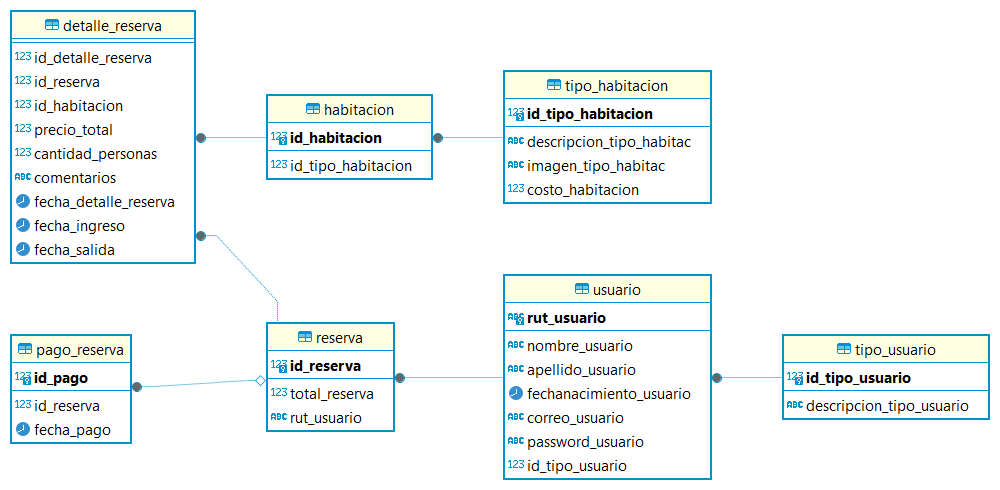 detalle_reserva
123 id_detalle_reserva
123 id_reserva
123 id_habitacion
123 precio_total
123 cantidad_personas
ABC comentarios
fecha_detalle_reserva
fecha_ingreso
fecha_salida
habitacion
123 id_habitacion
123 id_tipo_habitacion
tipo_habitacion
123 id_tipo_habitacion
ABC descripcion_tipo_habitac
ABC imagen_tipo_habitac
123 costo_habitacion
pago_reserva
123 id_pago
123 id_reserva
fecha_pago
reserva
123 id_reserva
123 total_reserva
ABC rut_usuario
usuario
ABC rut_usuario
ABC nombre_usuario
ABC apellido_usuario
fechanacimiento_usuario
ABC correo_usuario
ABC password_usuario
123 id_tipo_usuario
tipo_usuario
123 id_tipo_usuario
ABC descripcion_tipo_usuario